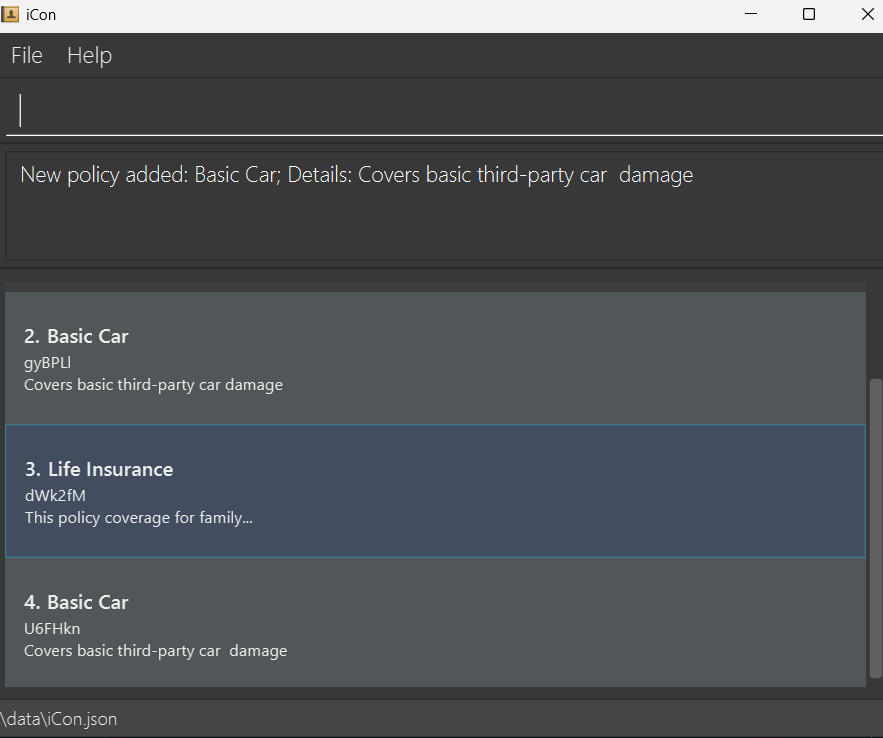 iCon
File Help
New policy added: Basic Car; Details: Covers basic third-party car  damage
2. Basic Car
gyBPLl
Covers basic third-party car damage
3. Life Insurance
dWk2fM
This policy coverage for family...
4. Basic Car
U6FHkn
Covers basic third-party car  damage
\data\iCon.json